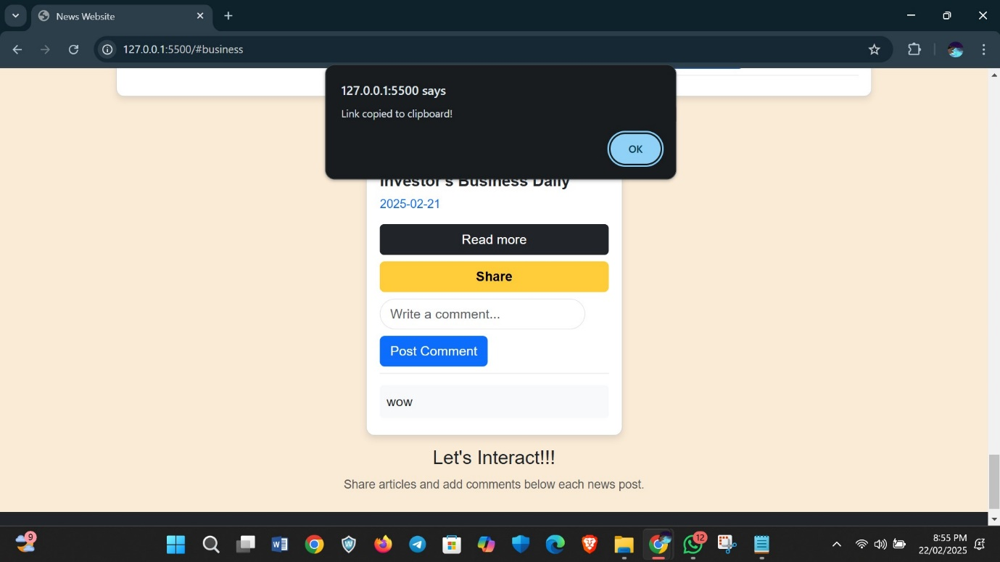 News Website
127.0.0.1:5500/#business
127.0.0.1:5500 says
Link copied to clipboard!
OK
Investor's Business Daily
2025-02-21
Read more
Share
Write a comment...
Post Comment
wow
Let's Interact!!!
Share articles and add comments below each news post.
9
W
W
12
8:55 PM
22/02/2025